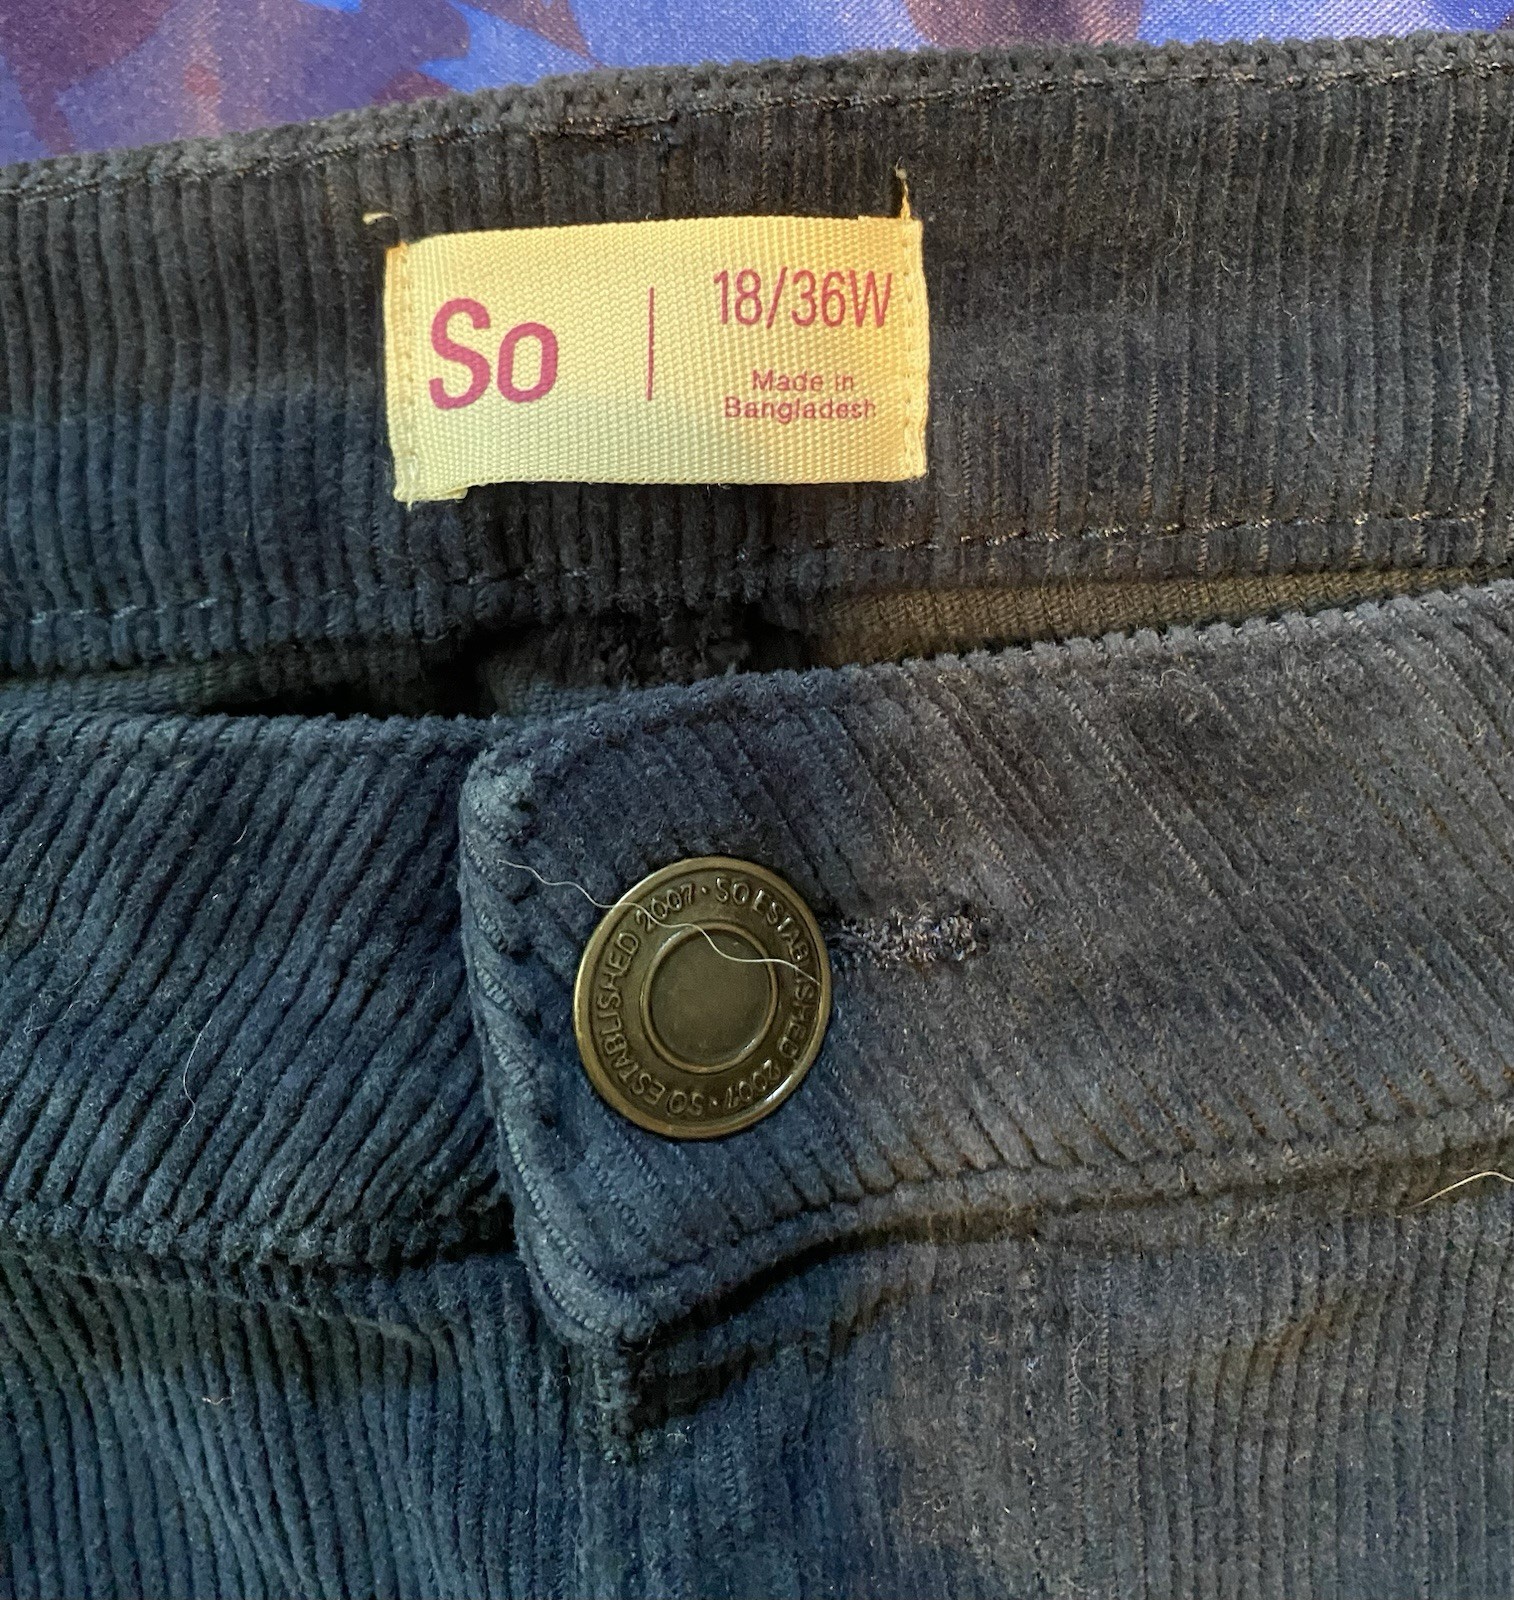 So
18/36W
Made in
Bangladesh
SO ESTABLISHED 2007 · SO ESTABLISHED 2007 ·